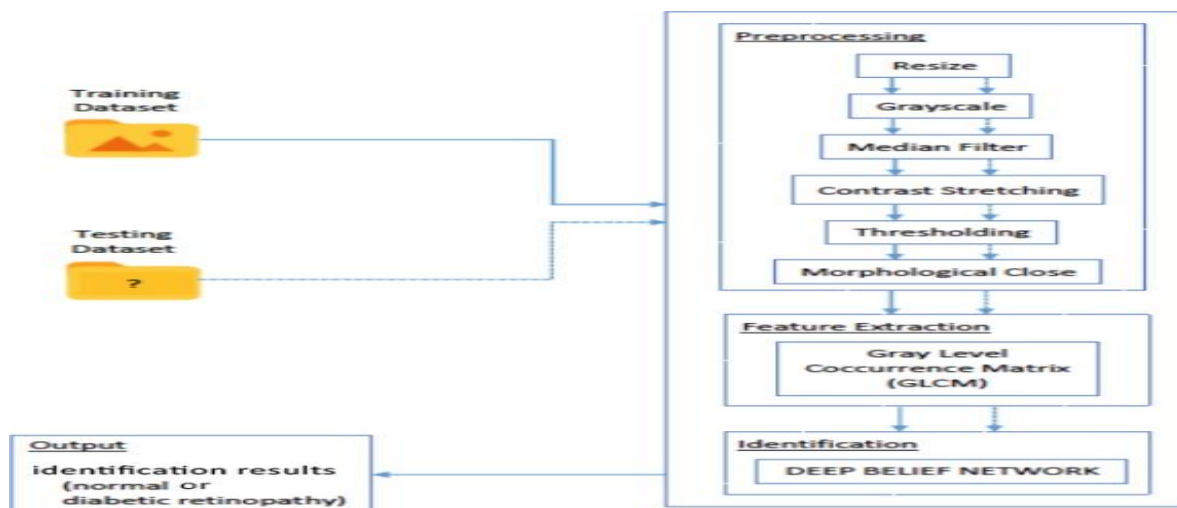 Training
Dataset
Testing
Dataset
?
Preprocessing
Resize
Grayscale
Median Filter
Contrast Stretching
Thresholding
Morphological Close
Feature Extraction
Gray Level
Coccurrence Matrix
(GLCM)
Identification
DEEP BELIEF NETWORK
Output
identification results
(normal or
diabetic retinopathy)